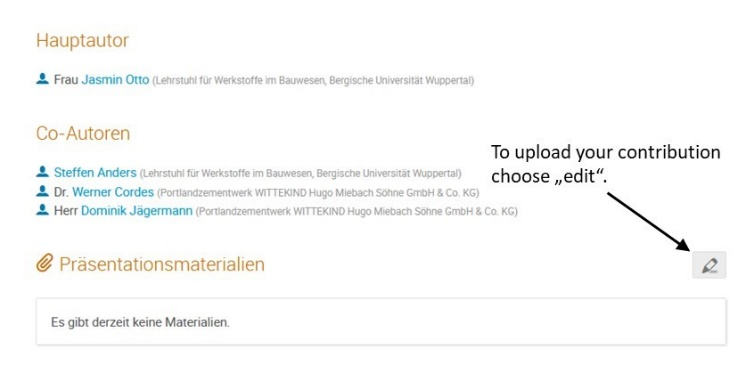 Hauptautor
Frau Jasmin Otto (Lehrstuhl für Werkstoffe im Bauwesen, Bergische Universität Wuppertal)
Co-Autoren
Steffen Anders (Lehrstuhl für Werkstoffe im Bauwesen, Bergische Universität Wuppertal)
Dr. Werner Cordes (Portlandzementwerk WITTEKIND Hugo Miebach Söhne GmbH & Co. KG)
Herr Dominik Jägermann (Portlandzementwerk WITTEKIND Hugo Miebach Söhne GmbH & Co. KG)
To upload your contribution
choose „edit“.
Präsentationsmaterialien
Es gibt derzeit keine Materialien.